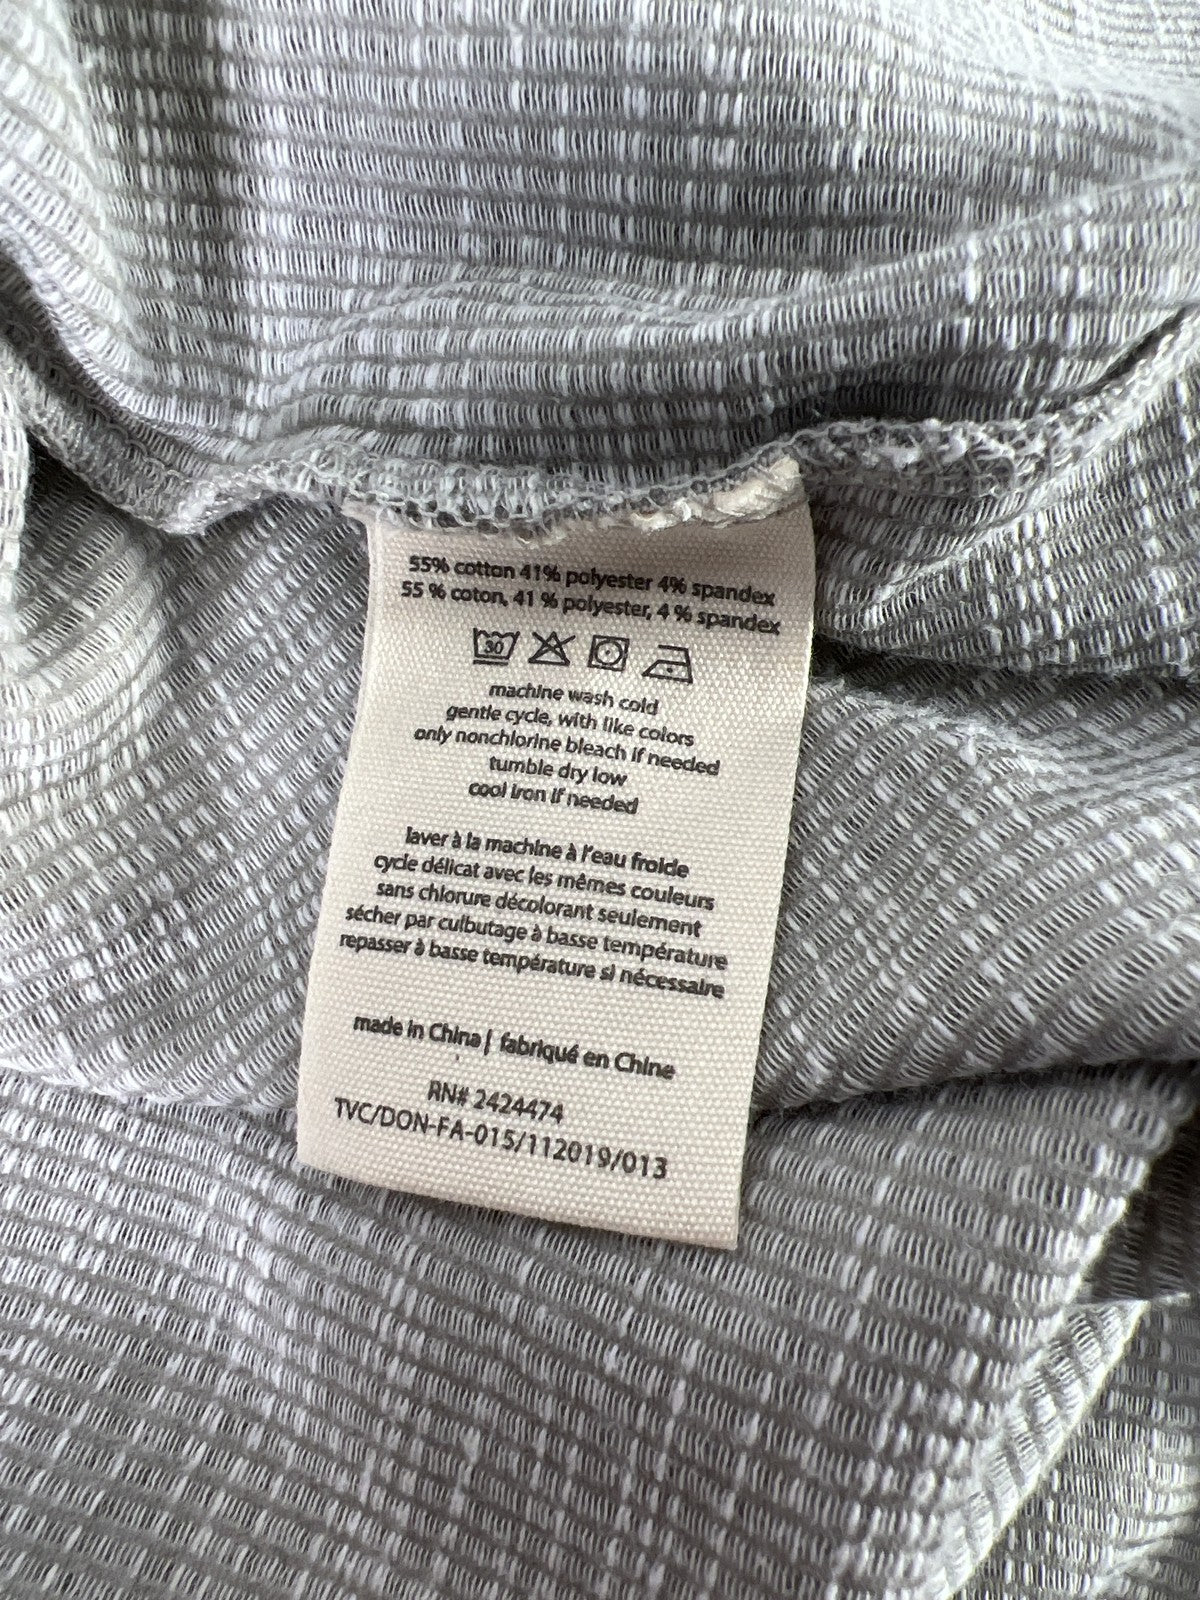 55% cotton 41% polyester 4% spandex
55 % coton, 41 % polyester, 4 % spandex
30
machine wash cold
gentle cycle, with like colors
only nonchlorine bleach if needed
tumble dry low
cool iron if needed
laver à la machine à l'eau froide
cycle délicat avec les mêmes couleurs
sans chlorure décolorant seulement
sécher par culbutage à basse température
repasser à basse température si nécessaire
made in China | fabriqué en Chine
RN# 2424474
TVC/DON-FA-015/112019/013